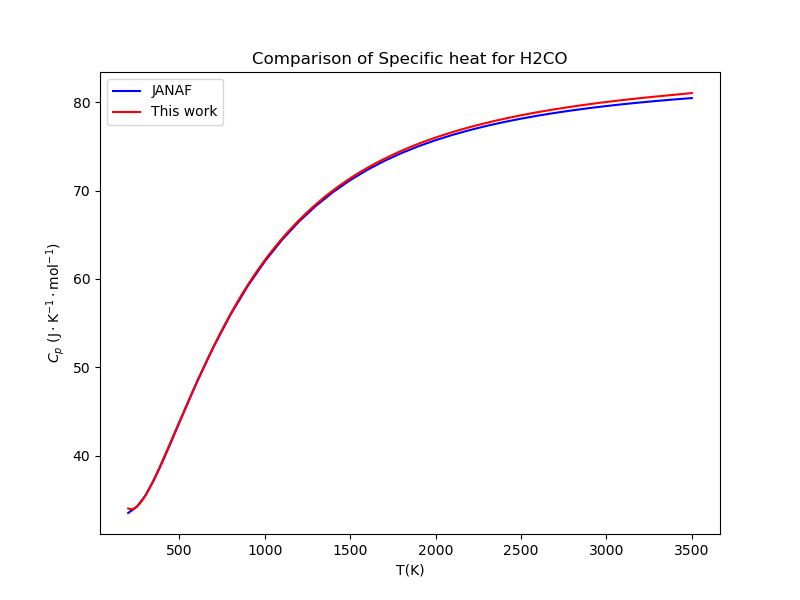 Comparison of Specific heat for H2CO
JANAF
This work
80
70
60
50
40
C_p (J · K⁻¹ · mol⁻¹)
500 1000 1500 2000 2500 3000 3500
T(K)